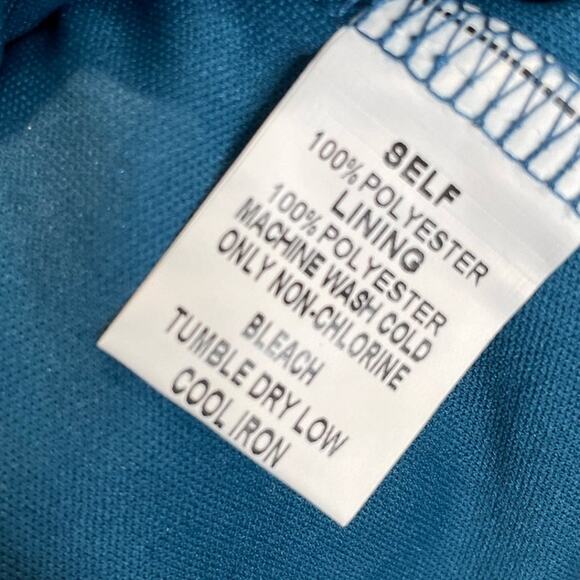 SELF
100% POLYESTER
LINING
100% POLYESTER
MACHINE WASH COLD
ONLY NON-CHLORINE
BLEACH
TUMBLE DRY LOW
COOL IRON